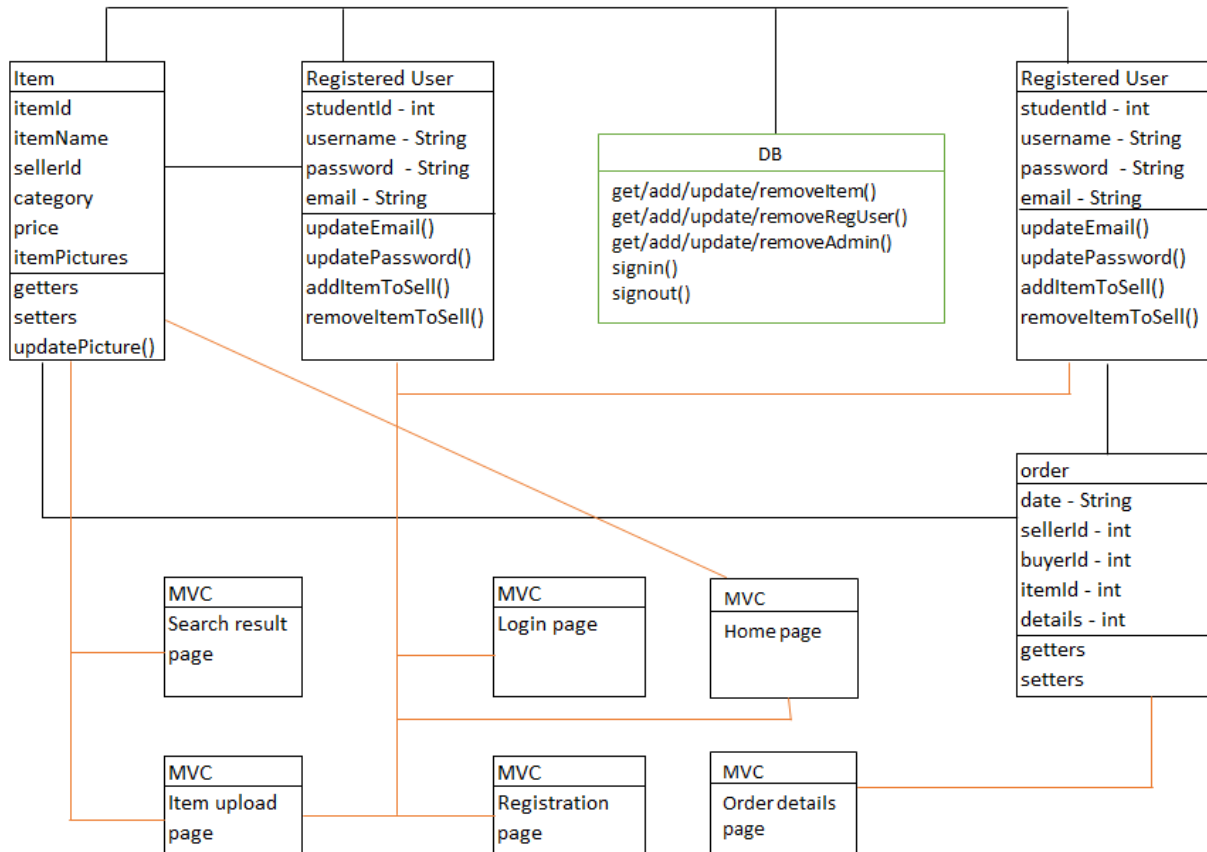 Item
itemId
itemName
sellerId
category
price
itemPictures
getters
setters
updatePicture()
Registered User
studentId - int
username - String
password - String
email - String
updateEmail()
updatePassword()
addItemToSell()
removeItemToSell()
DB
get/add/update/removeItem()
get/add/update/removeRegUser()
get/add/update/removeAdmin()
signin()
signout()
Registered User
studentId - int
username - String
password - String
email - String
updateEmail()
updatePassword()
addItemToSell()
removeItemToSell()
order
date - String
sellerId - int
buyerId - int
itemId - int
details - int
getters
setters
MVC
Search result
page
MVC
Login page
MVC
Home page
MVC
Item upload
page
MVC
Registration
page
MVC
Order details
page